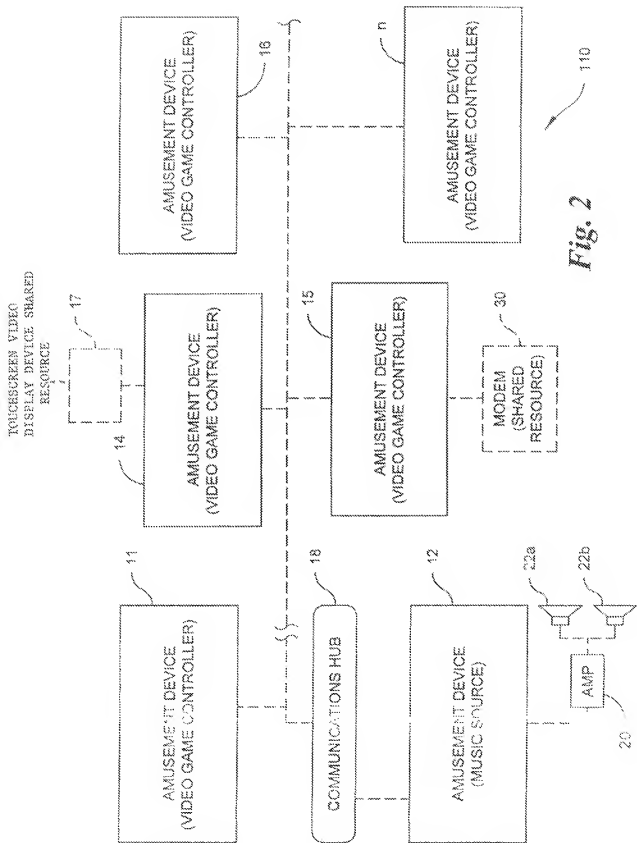 TOUCHSCREEN VIDEO
DISPLAY DEVICE SHARED
RESOURCE
17
14
AMUSEMENT DEVICE
(VIDEO GAME CONTROLLER)
16
AMUSEMENT DEVICE
(VIDEO GAME CONTROLLER)
11
AMUSEMENT DEVICE
(VIDEO GAME CONTROLLER)
18
COMMUNICATIONS HUB
12
AMUSEMENT DEVICE
(MUSIC SOURCE)
AMP
20
22a
22b
15
AMUSEMENT DEVICE
(VIDEO GAME CONTROLLER)
30
MODEM
(SHARED
RESOURCE)
n
AMUSEMENT DEVICE
(VIDEO GAME CONTROLLER)
110
Fig. 2